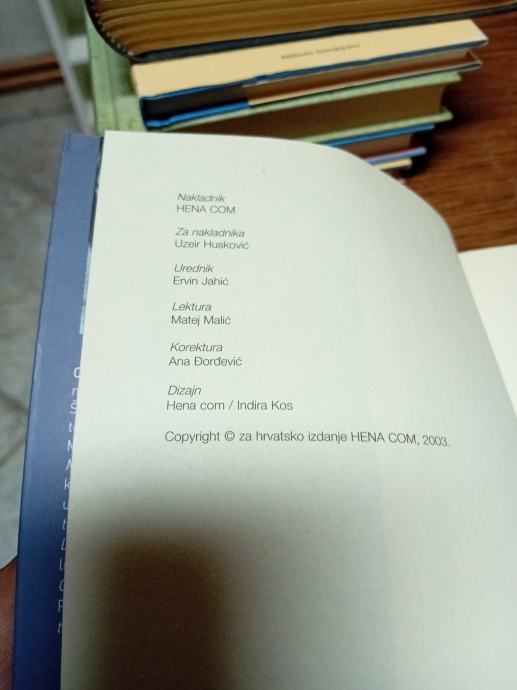 Nakladnik
HENA COM
Za nakladnika
Uzeir Husković
Urednik
Ervin Jahić
Lektura
Matej Malić
Korektura
Ana Đorđević
Dizajn
Hena com / Indira Kos
Copyright © za hrvatsko izdanje HENA COM, 2003.